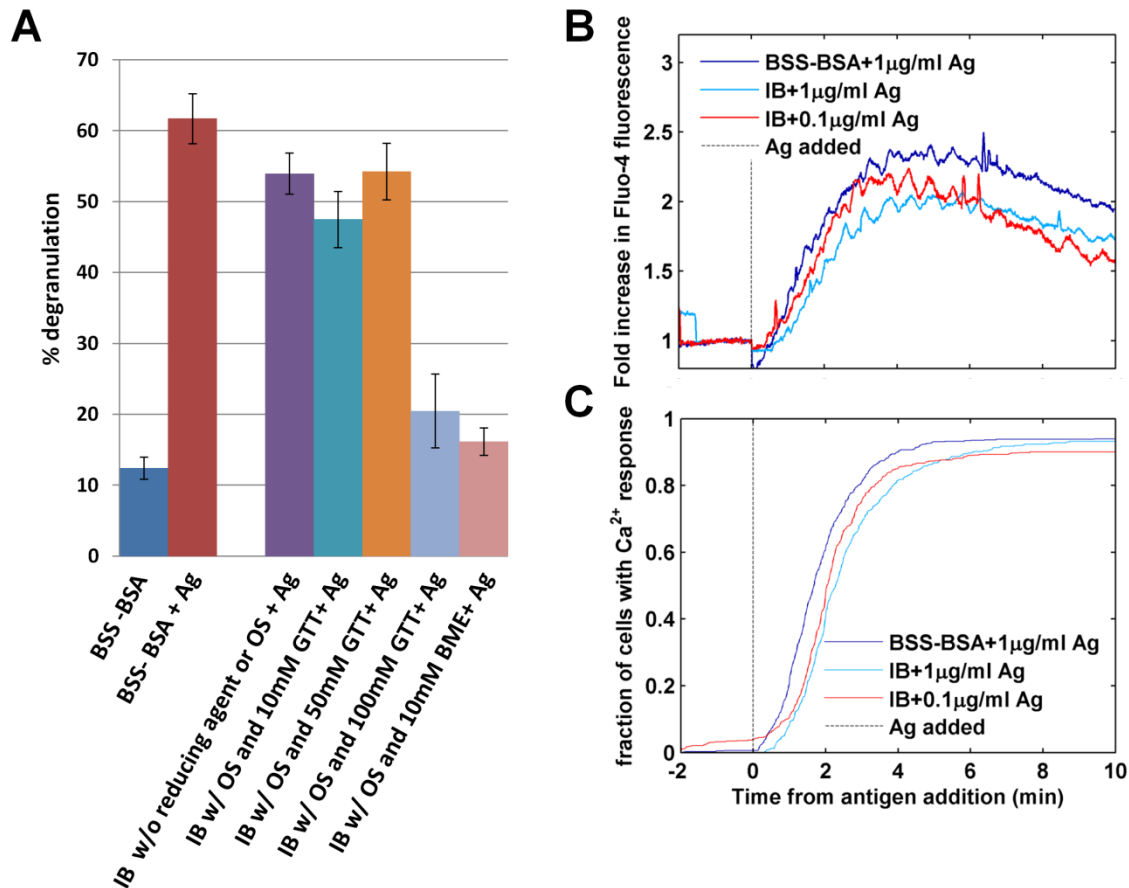 A
70
60
50
40
30
20
10
0
% degranulation
BSS -BSA
BSS- BSA + Ag
IB w/o reducing agent or OS + Ag
IB w/ OS and 10mM GTT+ Ag
IB w/ OS and 50mM GTT+ Ag
IB w/ OS and 100mM GTT+ Ag
IB w/ OS and 10mM BME+ Ag
B
Fold increase in Fluo-4 fluorescence
3
2.5
2
1.5
1
BSS-BSA+1μg/ml Ag
IB+1μg/ml Ag
IB+0.1μg/ml Ag
Ag added
C
fraction of cells with Ca2+ response
1
0.8
0.6
0.4
0.2
0
BSS-BSA+1μg/ml Ag
IB+1μg/ml Ag
IB+0.1μg/ml Ag
Ag added
-2 0 2 4 6 8 10
Time from antigen addition (min)